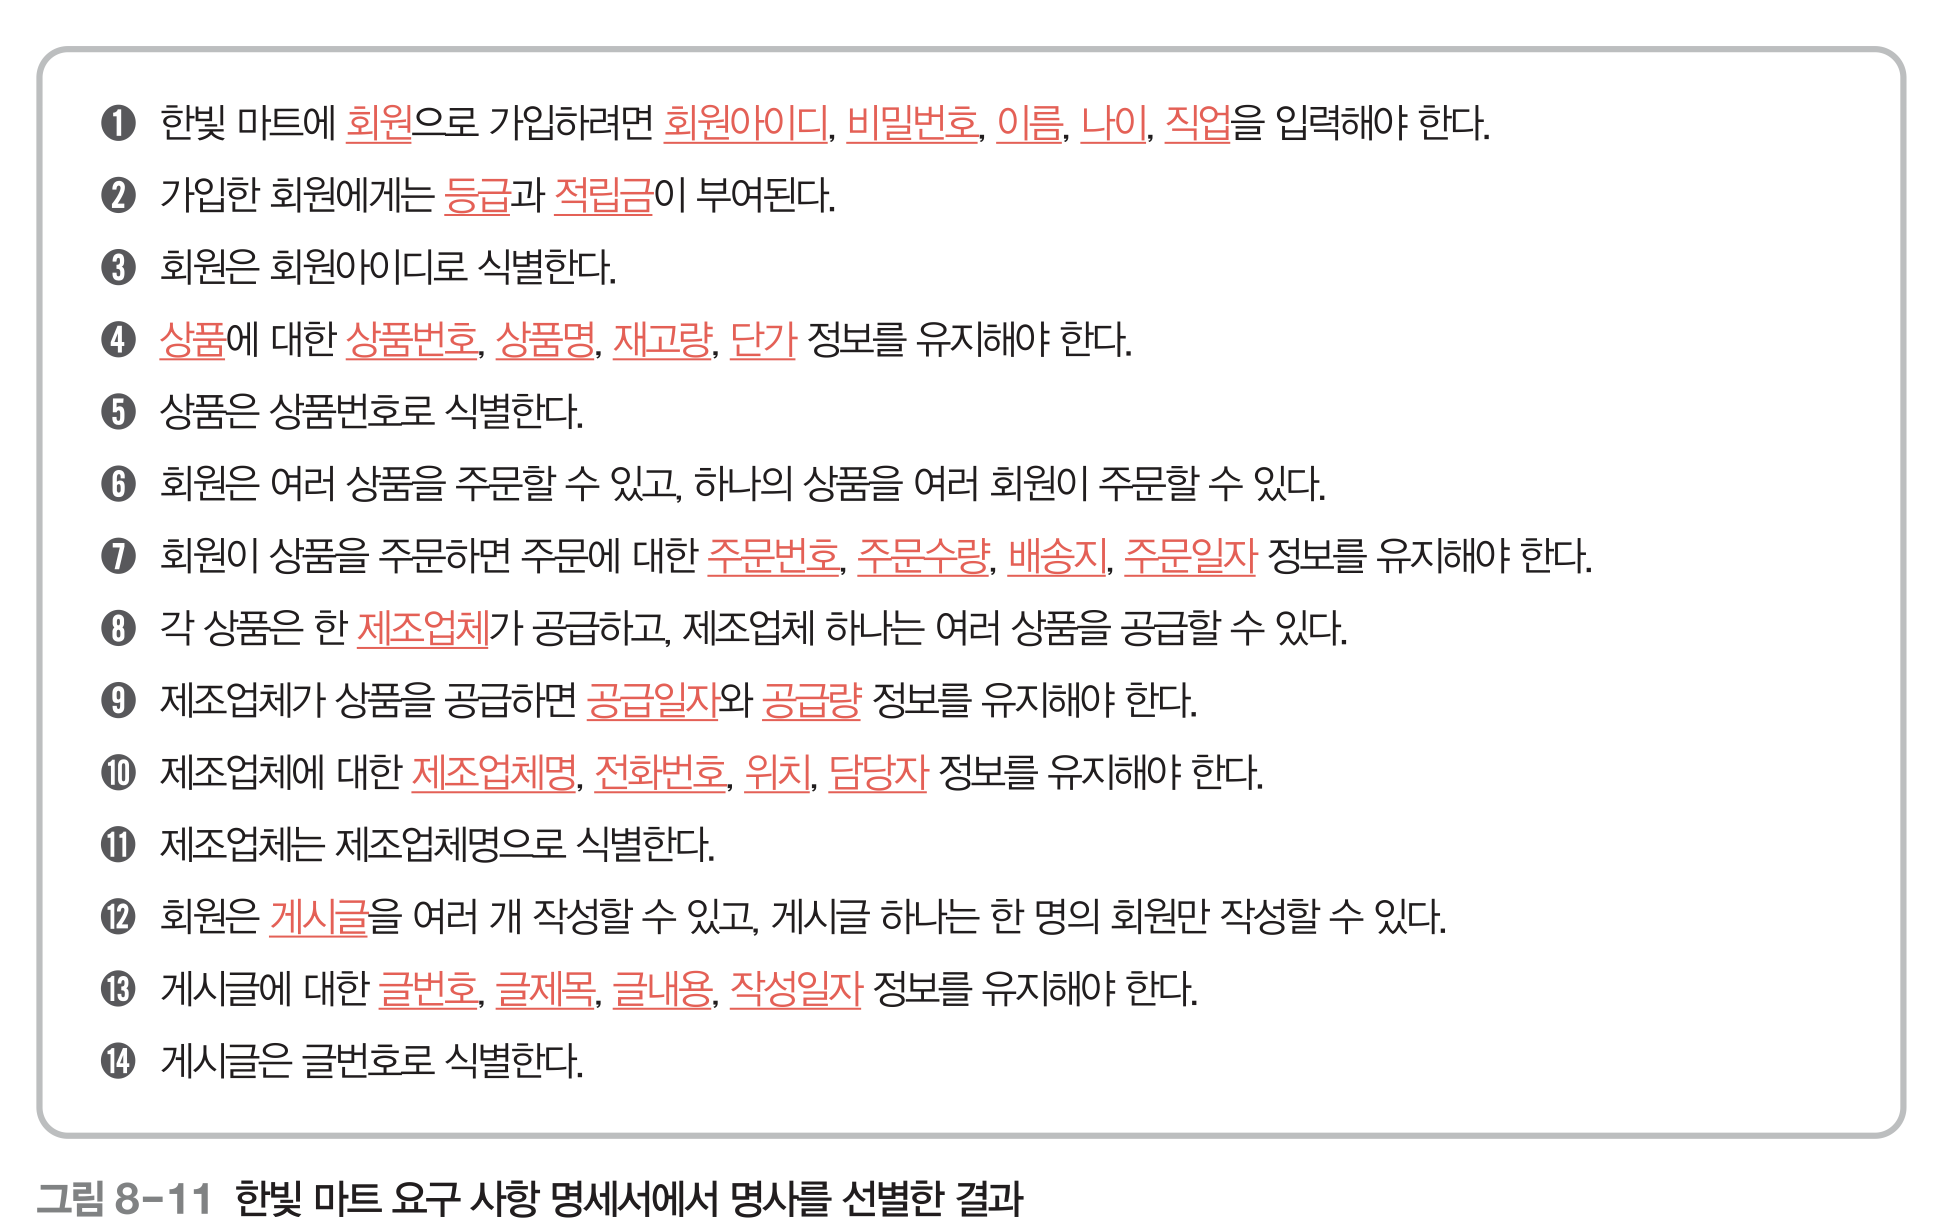 ❶ 한빛 마트에 회원으로 가입하려면 회원아이디, 비밀번호, 이름, 나이, 직업을 입력해야 한다.
❷ 가입한 회원에게는 등급과 적립금이 부여된다.
❸ 회원은 회원아이디로 식별한다.
❹ 상품에 대한 상품번호, 상품명, 재고량, 단가 정보를 유지해야 한다.
❺ 상품은 상품번호로 식별한다.
❻ 회원은 여러 상품을 주문할 수 있고, 하나의 상품을 여러 회원이 주문할 수 있다.
❼ 회원이 상품을 주문하면 주문에 대한 주문번호, 주문수량, 배송지, 주문일자 정보를 유지해야 한다.
❽ 각 상품은 한 제조업체가 공급하고, 제조업체 하나는 여러 상품을 공급할 수 있다.
❾ 제조업체가 상품을 공급하면 공급일자와 공급량 정보를 유지해야 한다.
❿ 제조업체에 대한 제조업체명, 전화번호, 위치, 담당자 정보를 유지해야 한다.
⓫ 제조업체는 제조업체명으로 식별한다.
⓬ 회원은 게시글을 여러 개 작성할 수 있고, 게시글 하나는 한 명의 회원만 작성할 수 있다.
⓭ 게시글에 대한 글번호, 글제목, 글내용, 작성일자 정보를 유지해야 한다.
⓮ 게시글은 글번호로 식별한다.
그림 8-11 한빛 마트 요구 사항 명세서에서 명사를 선별한 결과